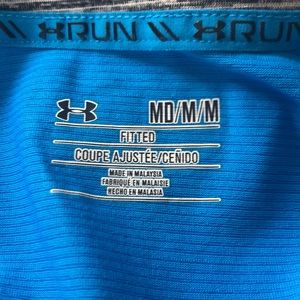 RUN RUN
MD/M/M
FITTED
COUPE AJUSTÉE/CEÑIDO
MADE IN MALAYSIA
FABRIQUÉ EN MALAISIE
HECHO EN MALASIA